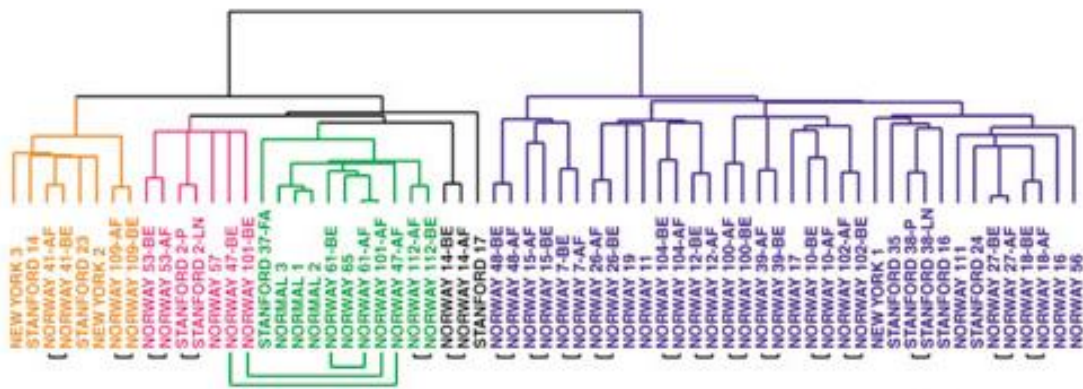 NEW YORK 3
STANFORD 14
NORWAY 41-AF
NORWAY 41-BE
STANFORD 23
NEW YORK 2
NORWAY 109-AF
NORWAY 109-BE
NORWAY 53-BE
NORWAY 53-AF
STANFORD 2-P
STANFORD 2-LN
NORWAY 57
NORWAY 47-BE
NORWAY 101-BE
STANFORD 37-FA
NORMAL 3
NORMAL 1
NORMAL 2
NORWAY 61-BE
NORWAY 65
NORWAY 61-AF
NORWAY 101-AF
NORWAY 47-AF
NORWAY 112-AF
NORWAY 112-BE
NORWAY 14-BE
NORWAY 14-AF
STANFORD 17
NORWAY 48-BE
NORWAY 48-AF
NORWAY 15-AF
NORWAY 15-BE
NORWAY 7-BE
NORWAY 7-AF
NORWAY 26-AF
NORWAY 26-BE
NORWAY 19
NORWAY 11
NORWAY 104-BE
NORWAY 104-AF
NORWAY 12-BE
NORWAY 12-AF
NORWAY 100-AF
NORWAY 100-BE
NORWAY 39-AF
NORWAY 39-BE
NORWAY 17
NORWAY 10-AF
NORWAY 10-BE
NORWAY 102-AF
NORWAY 102-BE
NEW YORK 1
STANFORD 35
STANFORD 38-P
STANFORD 38-LN
STANFORD 16
NORWAY 111
STANFORD 24
NORWAY 27-BE
NORWAY 27-AF
NORWAY 18-BE
NORWAY 18-AF
NORWAY 16
NORWAY 56